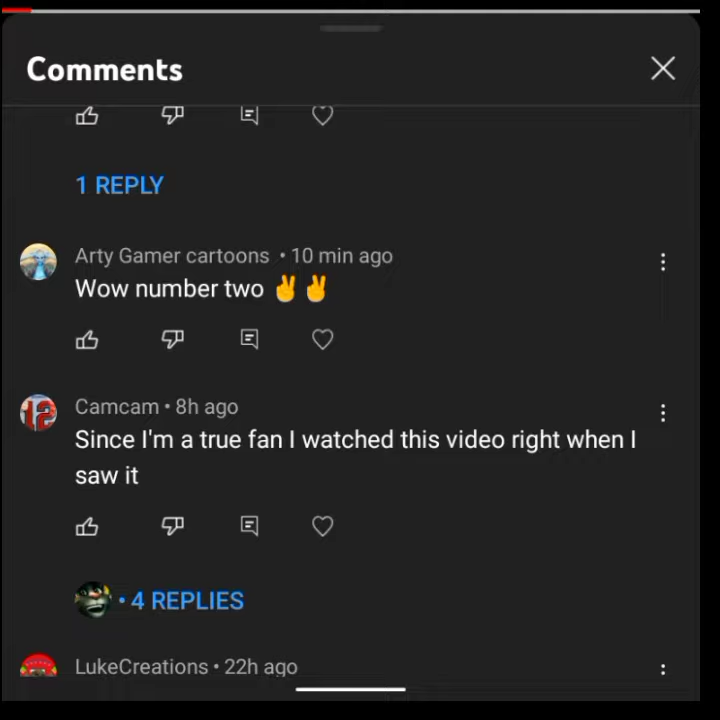 Comments
1 REPLY
Arty Gamer cartoons • 10 min ago
Wow number two ✌✌
Camcam • 8h ago
Since I'm a true fan I watched this video right when I
saw it
• 4 REPLIES
LukeCreations • 22h ago